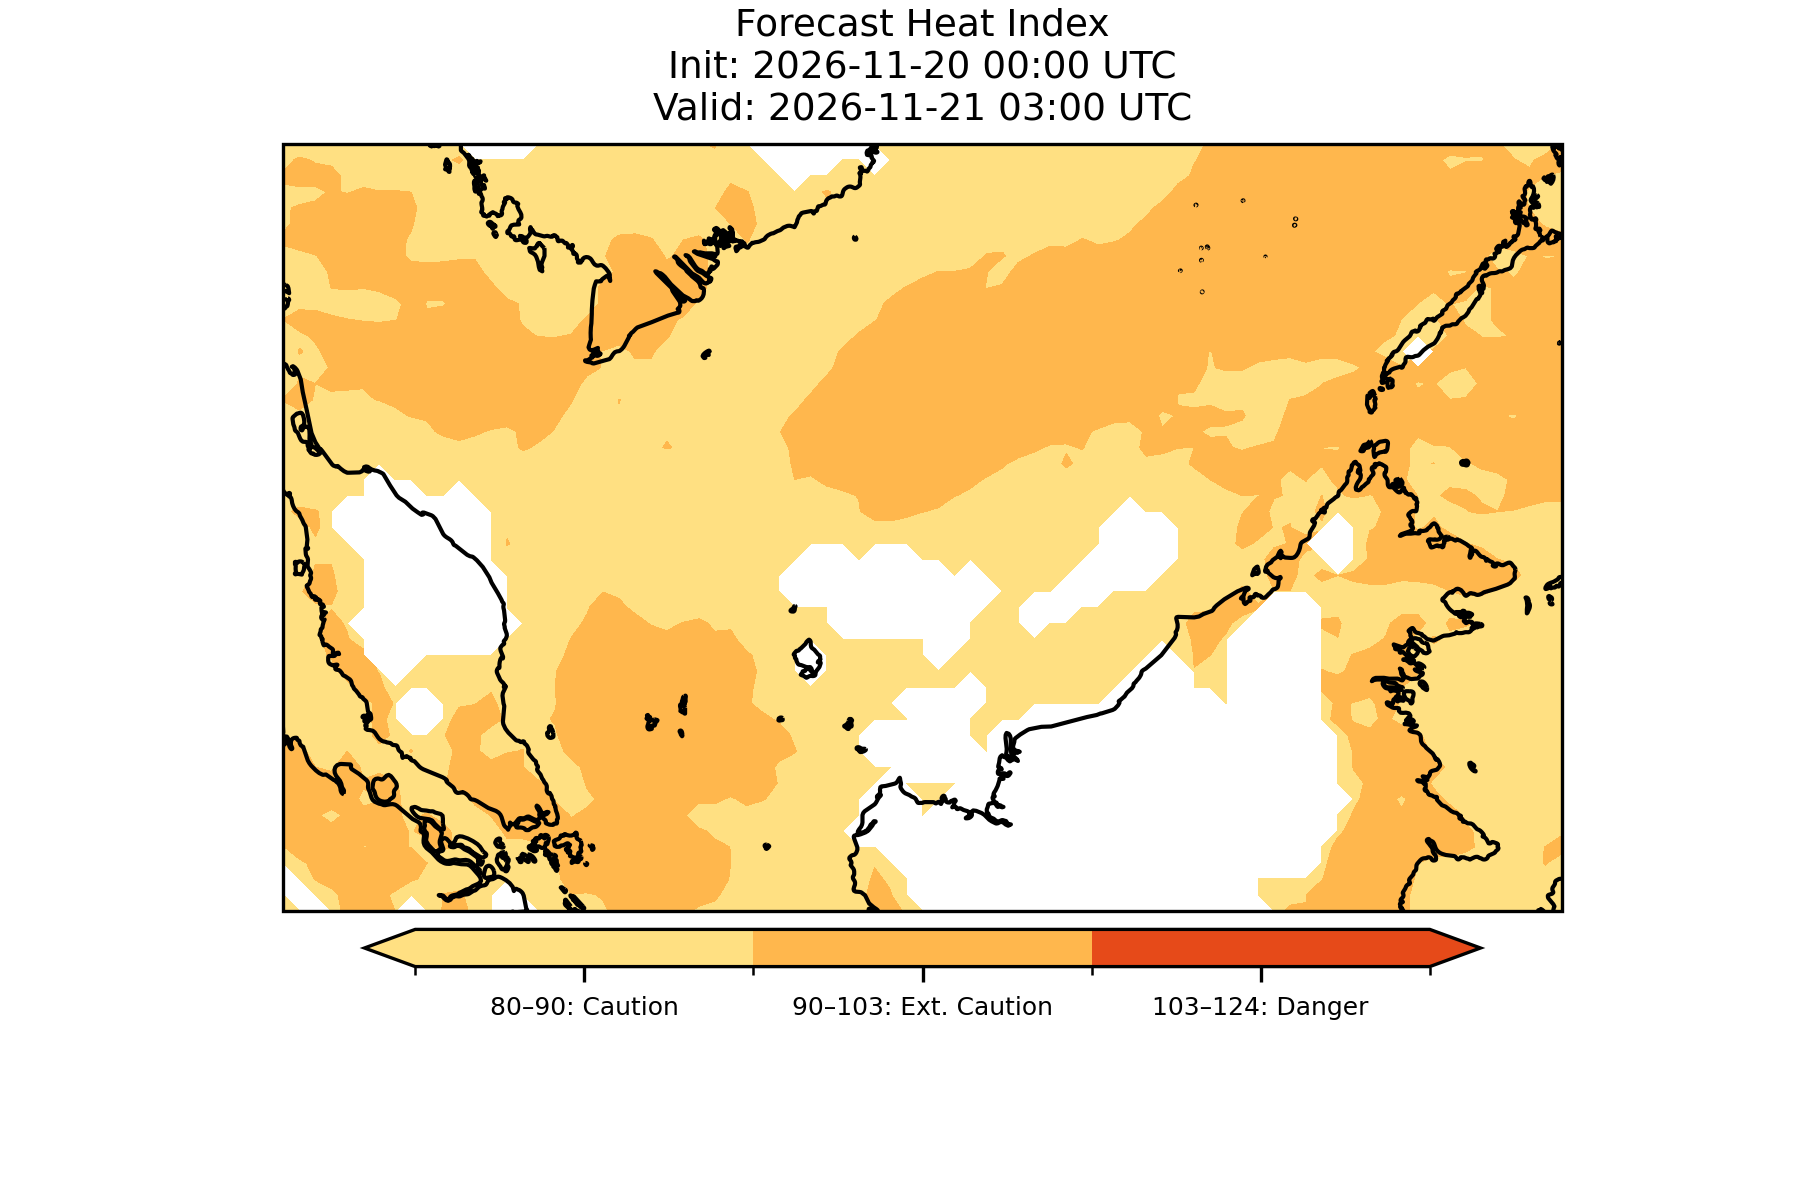 Forecast Heat Index
Init: 2026-11-20 00:00 UTC
Valid: 2026-11-21 03:00 UTC
80–90: Caution
90–103: Ext. Caution
103–124: Danger